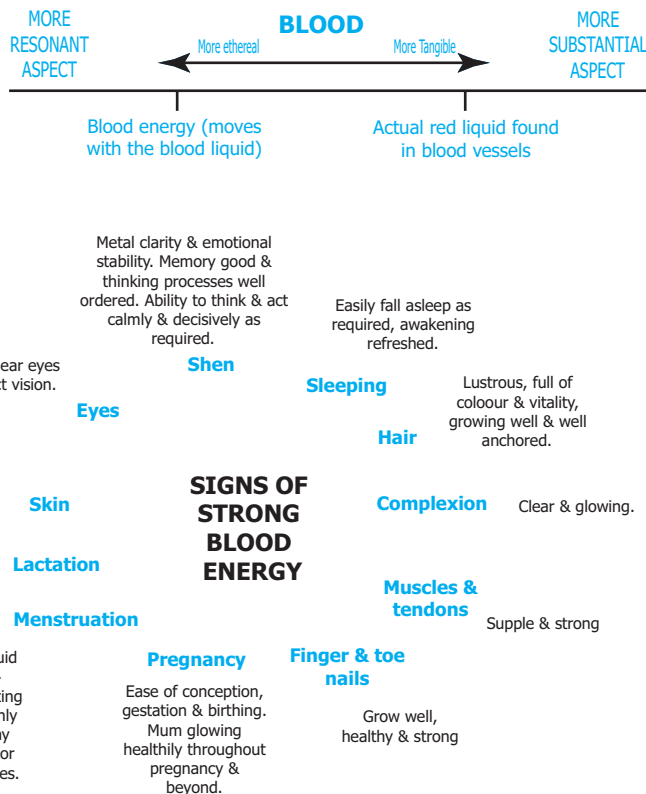 MORE
RESONANT
ASPECT
BLOOD
More ethereal
More Tangible
MORE
SUBSTANTIAL
ASPECT
Blood energy (moves
with the blood liquid)
Actual red liquid found
in blood vessels
Metal clarity & emotional
stability. Memory good &
thinking processes well
ordered. Ability to think & act
calmly & decisively as
required.
Shen
Easily fall asleep as
required, awakening
refreshed.
Sleeping
eyes
vision.
Eyes
Lustrous, full of
coloour & vitality,
growing well & well
anchored.
Hair
SIGNS OF
STRONG
BLOOD
ENERGY
Skin
Complexion
Clear & glowing.
Lactation
Muscles &
tendons
Supple & strong
Menstruation
Pregnancy
Ease of conception,
gestation & birthing.
Mum glowing
healthily throughout
pregnancy &
beyond.
Finger & toe
nails
Grow well,
healthy & strong
or